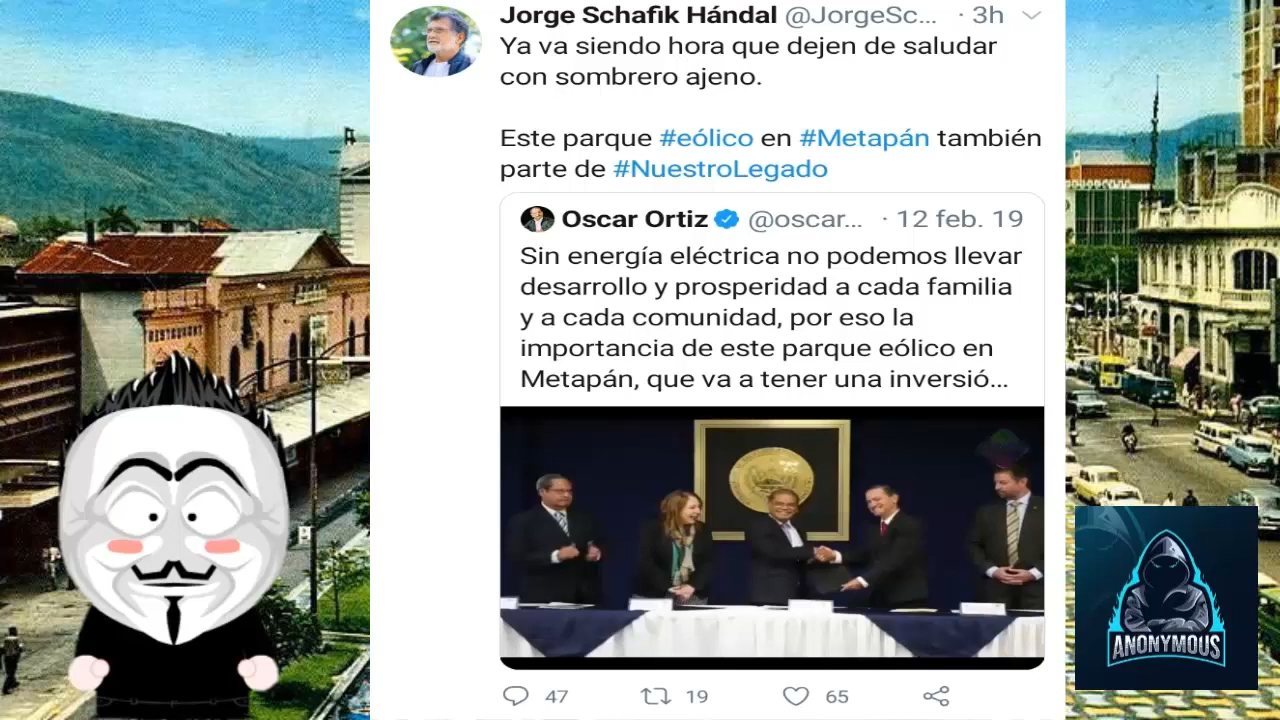 Jorge Schafik Hándal @JorgeSc... · 3h
Ya va siendo hora que dejen de saludar
con sombrero ajeno.
Este parque #eólico en #Metapán también
parte de #NuestroLegado
Oscar Ortiz @oscar... · 12 feb. 19
Sin energía eléctrica no podemos llevar
desarrollo y prosperidad a cada familia
y a cada comunidad, por eso la
importancia de este parque eólico en
Metapán, que va a tener una inversió...
47 19 65
ANONYMOUS